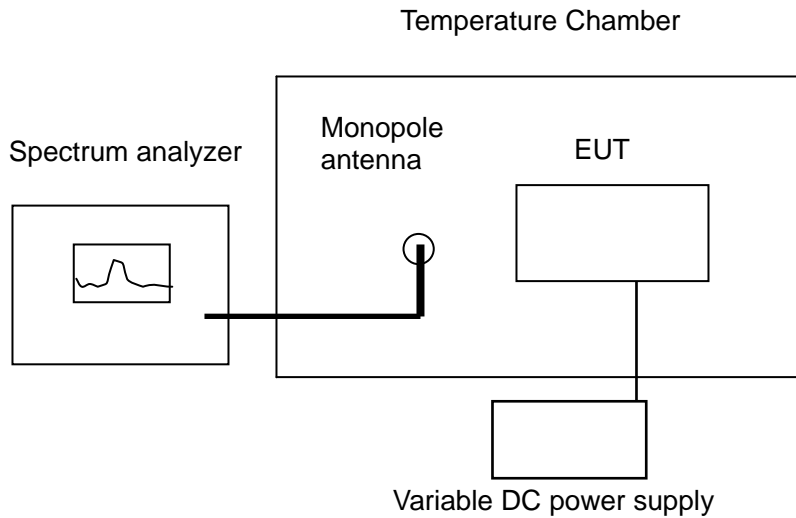 Temperature Chamber
Monopole
antenna
EUT
Spectrum analyzer
Variable DC power supply